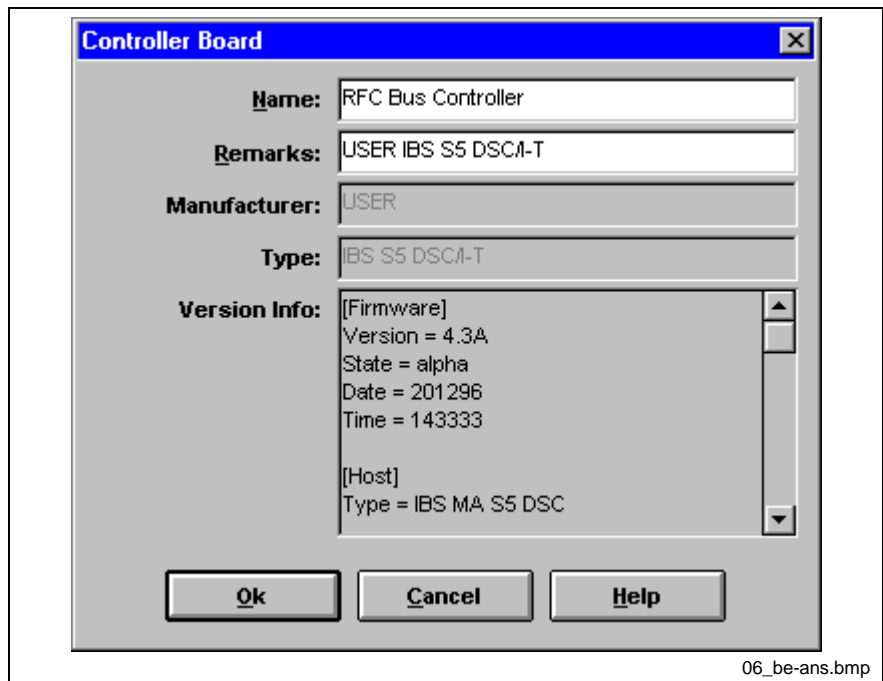 Controller Board
Name: RFC Bus Controller
Remarks: USER IBS S5 DSC/I-T
Manufacturer: USER
Type: IBS S5 DSC/I-T
Version Info: [Firmware]
Version = 4.3A
State = alpha
Date = 201296
Time = 143333
[Host]
Type = IBS MA S5 DSC
Ok Cancel Help
06_be-ans.bmp